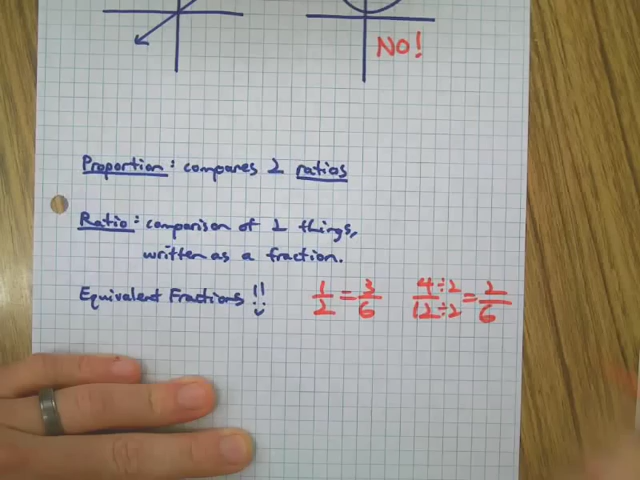 NO!
Proportion: compares 2 ratios
Ratio: comparison of 2 things,
written as a fraction.
Equivalent Fractions!! 1/2 = 3/6 4÷2/12÷2 = 2/6